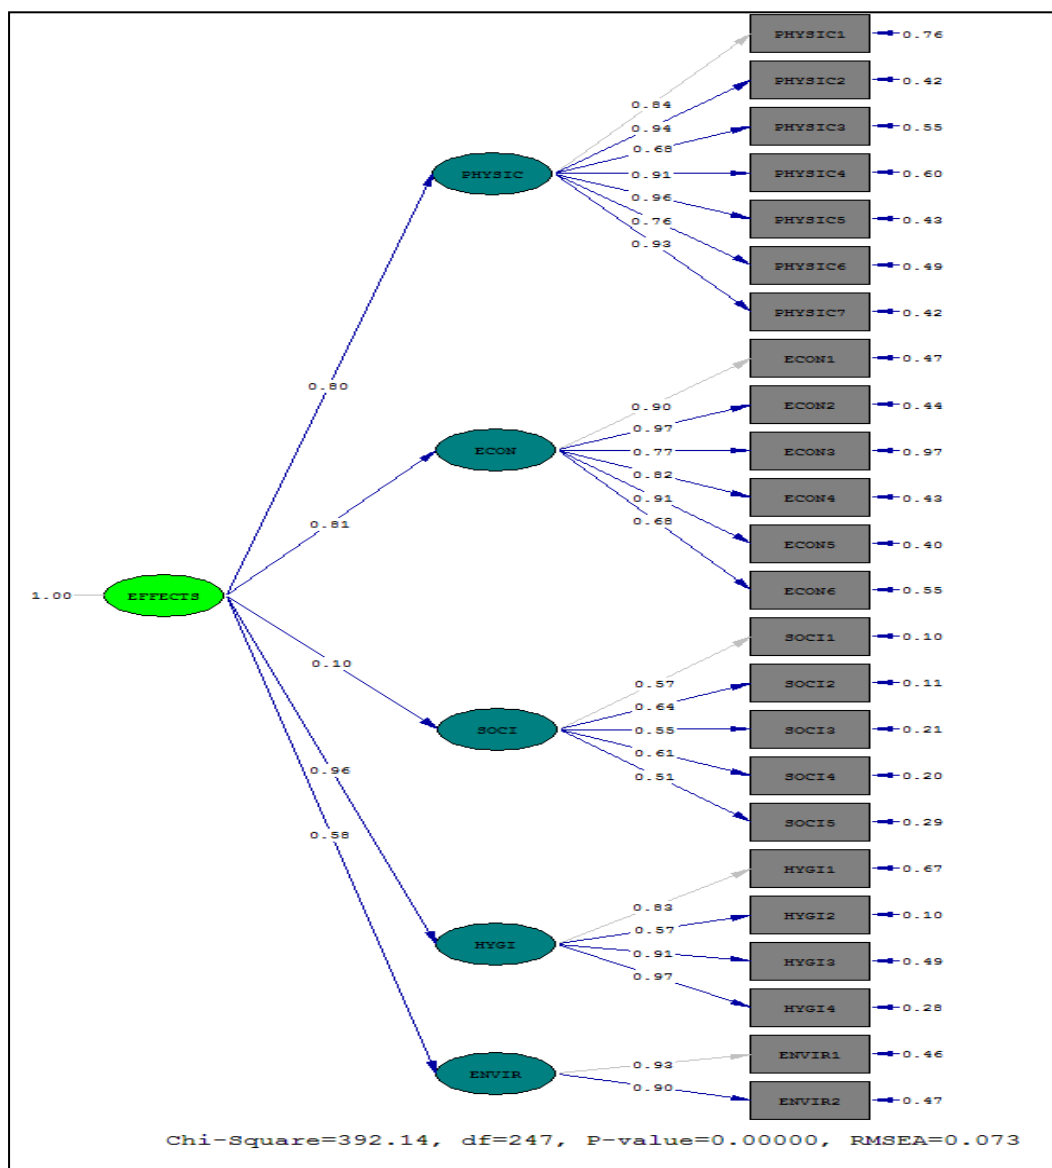 PHYSIC1 0.76
PHYSIC2 0.42
0.84
PHYSIC3 0.55
0.94
0.68
PHYSIC PHYSIC4 0.60
0.91
0.96
PHYSIC5 0.43
0.76
0.93
PHYSIC6 0.49
PHYSIC7 0.42
ECON1 0.47
0.80
ECON2 0.44
0.90
0.97
ECON ECON3 0.97
0.77
0.82
ECON4 0.43
0.91
0.68
0.81
ECON5 0.40
ECON6 0.55
1.00 EFFECTS
SOCI1 0.10
0.10
SOCI2 0.11
0.57
0.64
SOCI SOCI3 0.21
0.55
0.61
SOCI4 0.20
0.51
0.96
SOCI5 0.29
0.58
HYGI1 0.67
0.83
HYGI2 0.10
0.57
HYGI
0.91
HYGI3 0.49
0.97
HYGI4 0.28
ENVIR1 0.46
0.93
ENVIR
0.90
ENVIR2 0.47
Chi-Square=392.14, df=247, P-value=0.00000, RMSEA=0.073